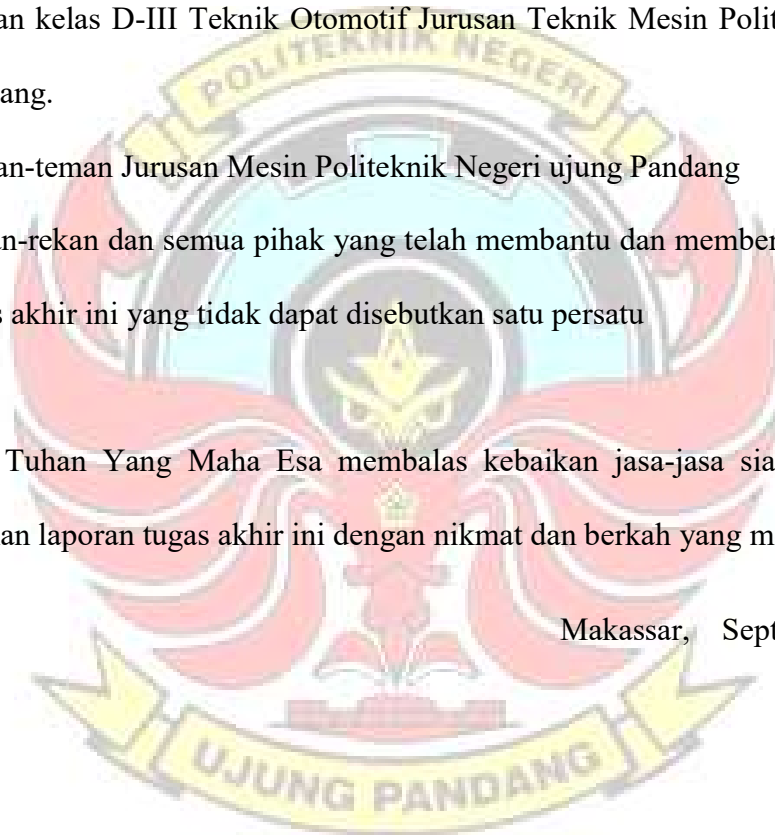 an kelas D-III Teknik Otomotif Jurusan Teknik Mesin Polit
POLITEKNIK NEGERI
ang.
an-teman Jurusan Mesin Politeknik Negeri ujung Pandang
an-rekan dan semua pihak yang telah membantu dan member
s akhir ini yang tidak dapat disebutkan satu persatu
Tuhan Yang Maha Esa membalas kebaikan jasa-jasa sia
an laporan tugas akhir ini dengan nikmat dan berkah yang m
Makassar, Sept
UJUNG PANDANG